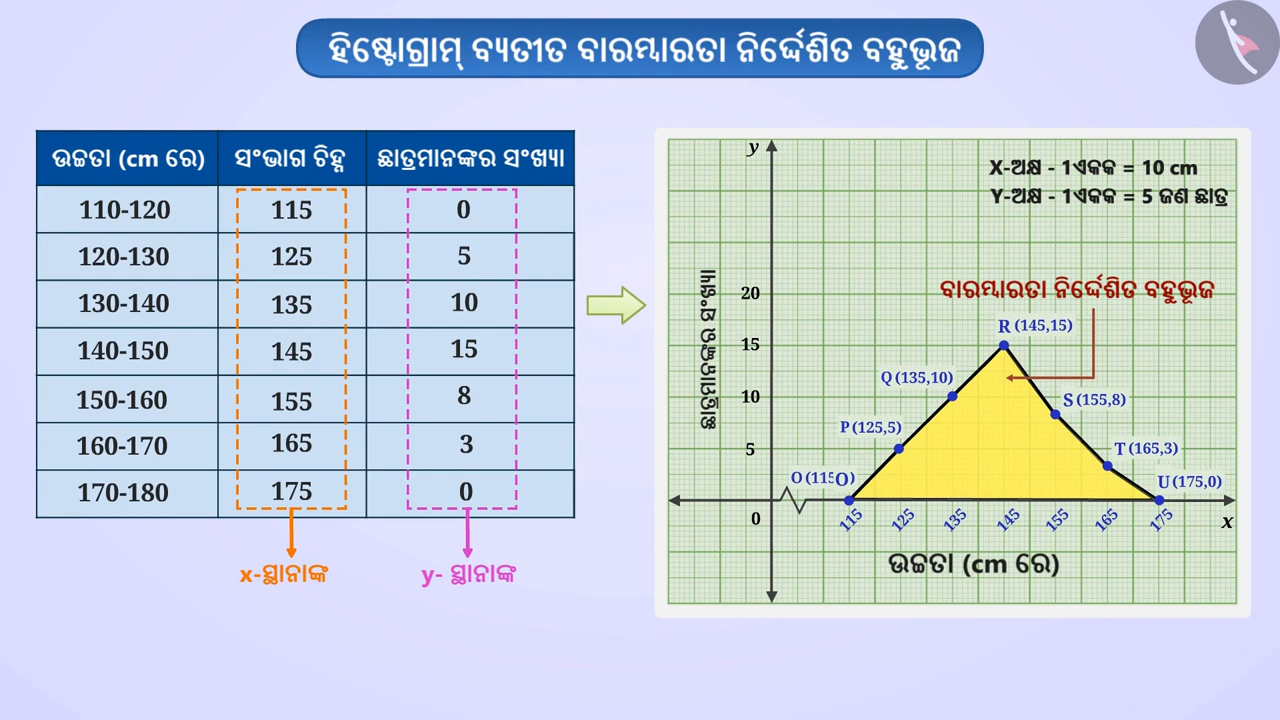 ହିଷ୍ଟୋଗ୍ରାମ୍ ବ୍ୟତୀତ ବାରମ୍ବାରତା ନିର୍ଦ୍ଦେଶିତ ବହୁଭୂଜ
ଉଚ୍ଚତା (cm ରେ) ସଂଭାଗ ଚିହ୍ନ ଛାତ୍ରମାନଙ୍କର ସଂଖ୍ୟା
110-120 115 0
120-130 125 5
130-140 135 10
140-150 145 15
150-160 155 8
160-170 165 3
170-180 175 0
x-ସ୍ଥାନାଙ୍କ y- ସ୍ଥାନାଙ୍କ
y
X-ଅକ୍ଷ - 1ଏକକ = 10 cm
Y-ଅକ୍ଷ - 1ଏକକ = 5 ଜଣ ଛାତ୍ର
ଛାତ୍ରମାନଙ୍କର ସଂଖ୍ୟା
ବାରମ୍ବାରତା ନିର୍ଦ୍ଦେଶିତ ବହୁଭୂଜ
20
R (145,15)
15
Q (135,10)
10
S (155,8)
P (125,5)
5
T (165,3)
O (115O)
U (175,0)
0
115 125 135 145 155 165 175
x
ଉଚ୍ଚତା (cm ରେ)